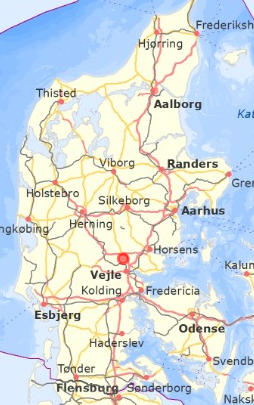 Frederiksh
Hjørring
Thisted
Aalborg
Kat
Viborg
Randers
Holstebro
Silkeborg
Gren
Aarhus
Herning
ngkøbing
Horsens
Vejle
Kalun
Kolding
Fredericia
Esbjerg
Odense
Haderslev
Svendb
Tønder
Flensburg
Sønderborg
Naksk